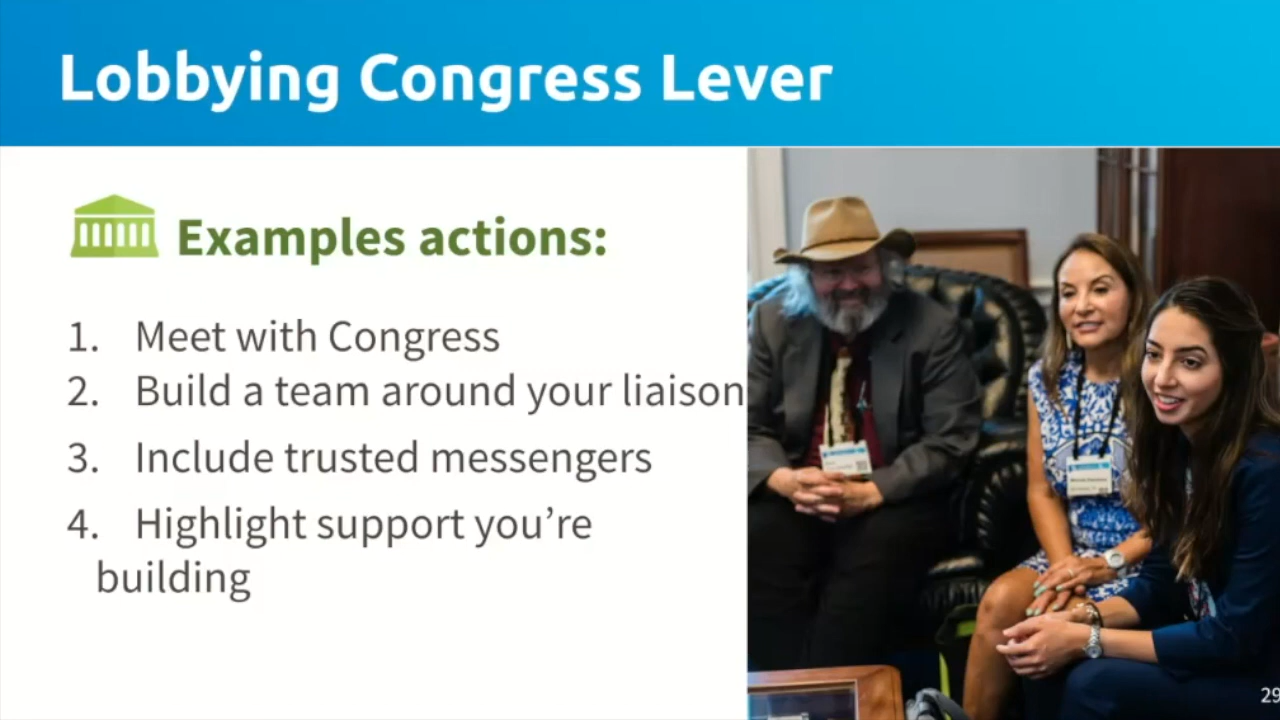 Lobbying Congress Lever
Examples actions:
1. Meet with Congress
2. Build a team around your liaison
3. Include trusted messengers
4. Highlight support you’re
building
29